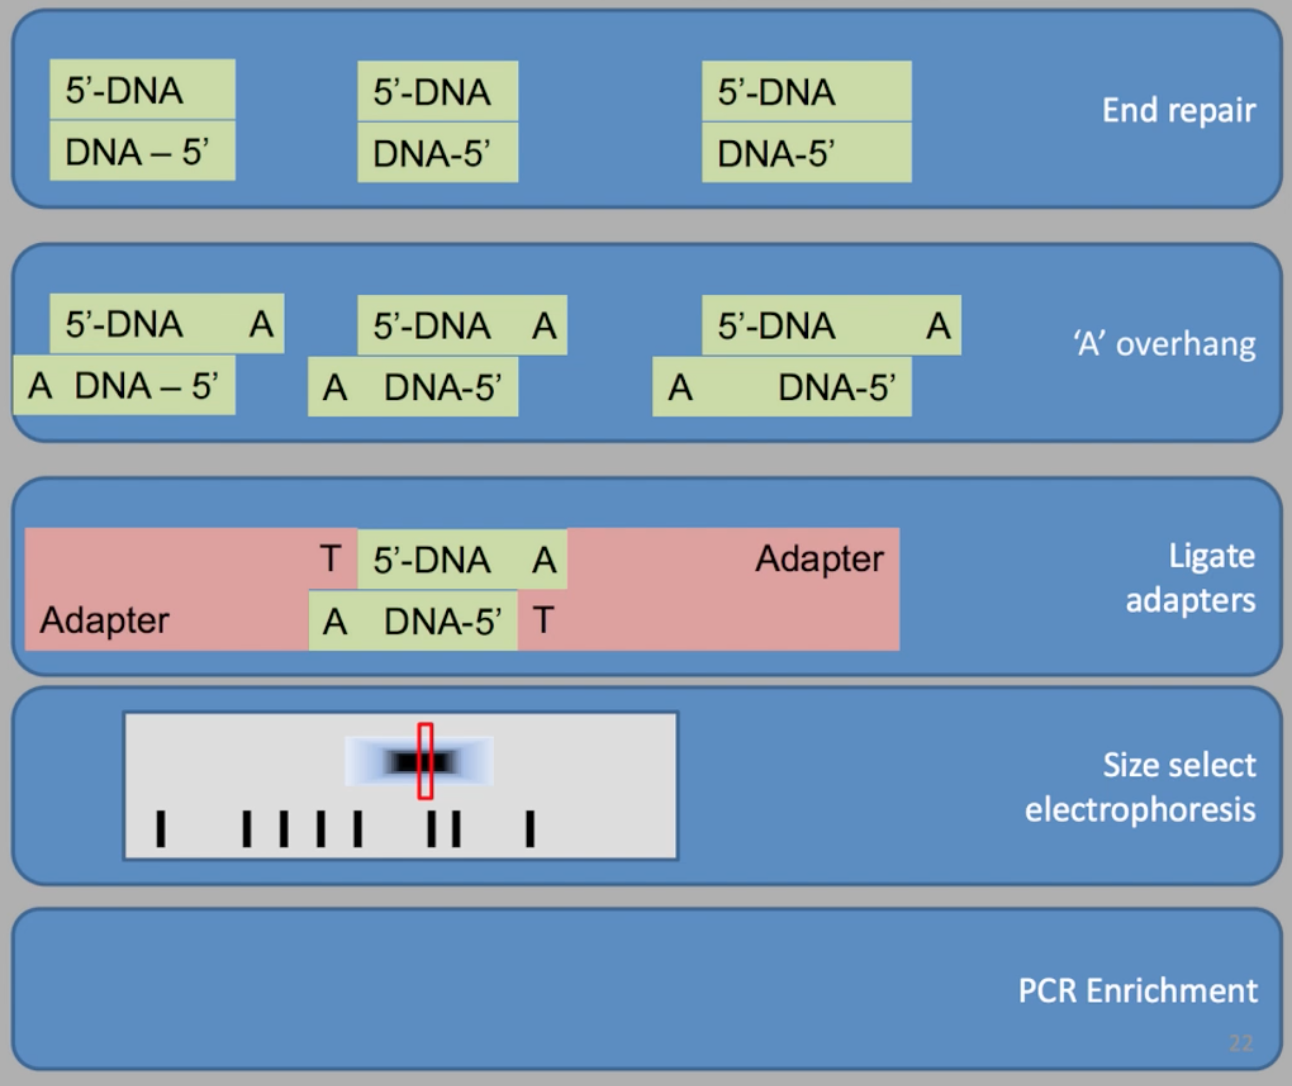 5’-DNA 5’-DNA 5’-DNA
DNA – 5’ DNA-5’ DNA-5’
End repair
5’-DNA A 5’-DNA A 5’-DNA A
A DNA – 5’ A DNA-5’ A DNA-5’
‘A’ overhang
T 5’-DNA A Adapter
Adapter A DNA-5’ T
Ligate
adapters
Size select
electrophoresis
PCR Enrichment
22